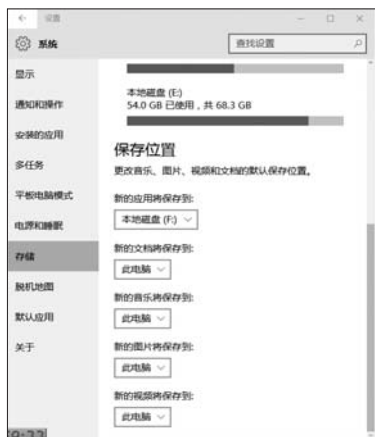 设置
系统
查找设置
显示
通知和操作
安装的应用
多任务
平板电脑模式
电源和睡眠
存储
脱机地图
默认应用
关于
本地磁盘 (E:)
54.0 GB 已使用，共 68.3 GB
保存位置
更改音乐、图片、视频和文档的默认保存位置。
新的应用将保存到:
本地磁盘 (F:)
新的文档将保存到:
此电脑
新的音乐将保存到:
此电脑
新的图片将保存到:
此电脑
新的视频将保存到:
此电脑